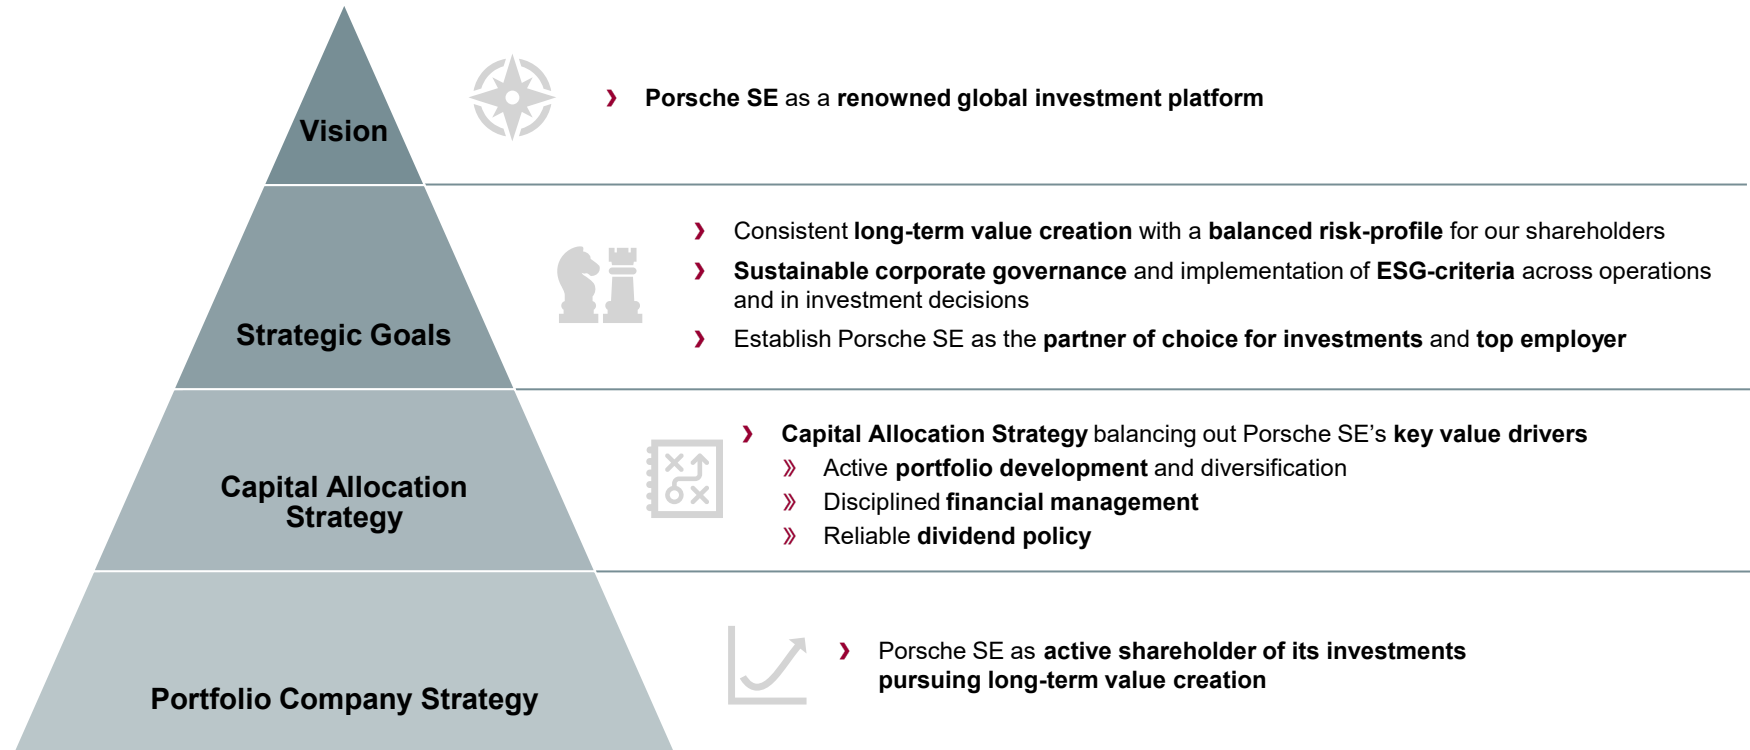 Vision
Porsche SE as a renowned global investment platform
Strategic Goals
Consistent long-term value creation with a balanced risk-profile for our shareholders
Sustainable corporate governance and implementation of ESG-criteria across operations
and in investment decisions
Establish Porsche SE as the partner of choice for investments and top employer
Capital Allocation
Strategy
Capital Allocation Strategy balancing out Porsche SE’s key value drivers
Active portfolio development and diversification
Disciplined financial management
Reliable dividend policy
Portfolio Company Strategy
Porsche SE as active shareholder of its investments
pursuing long-term value creation